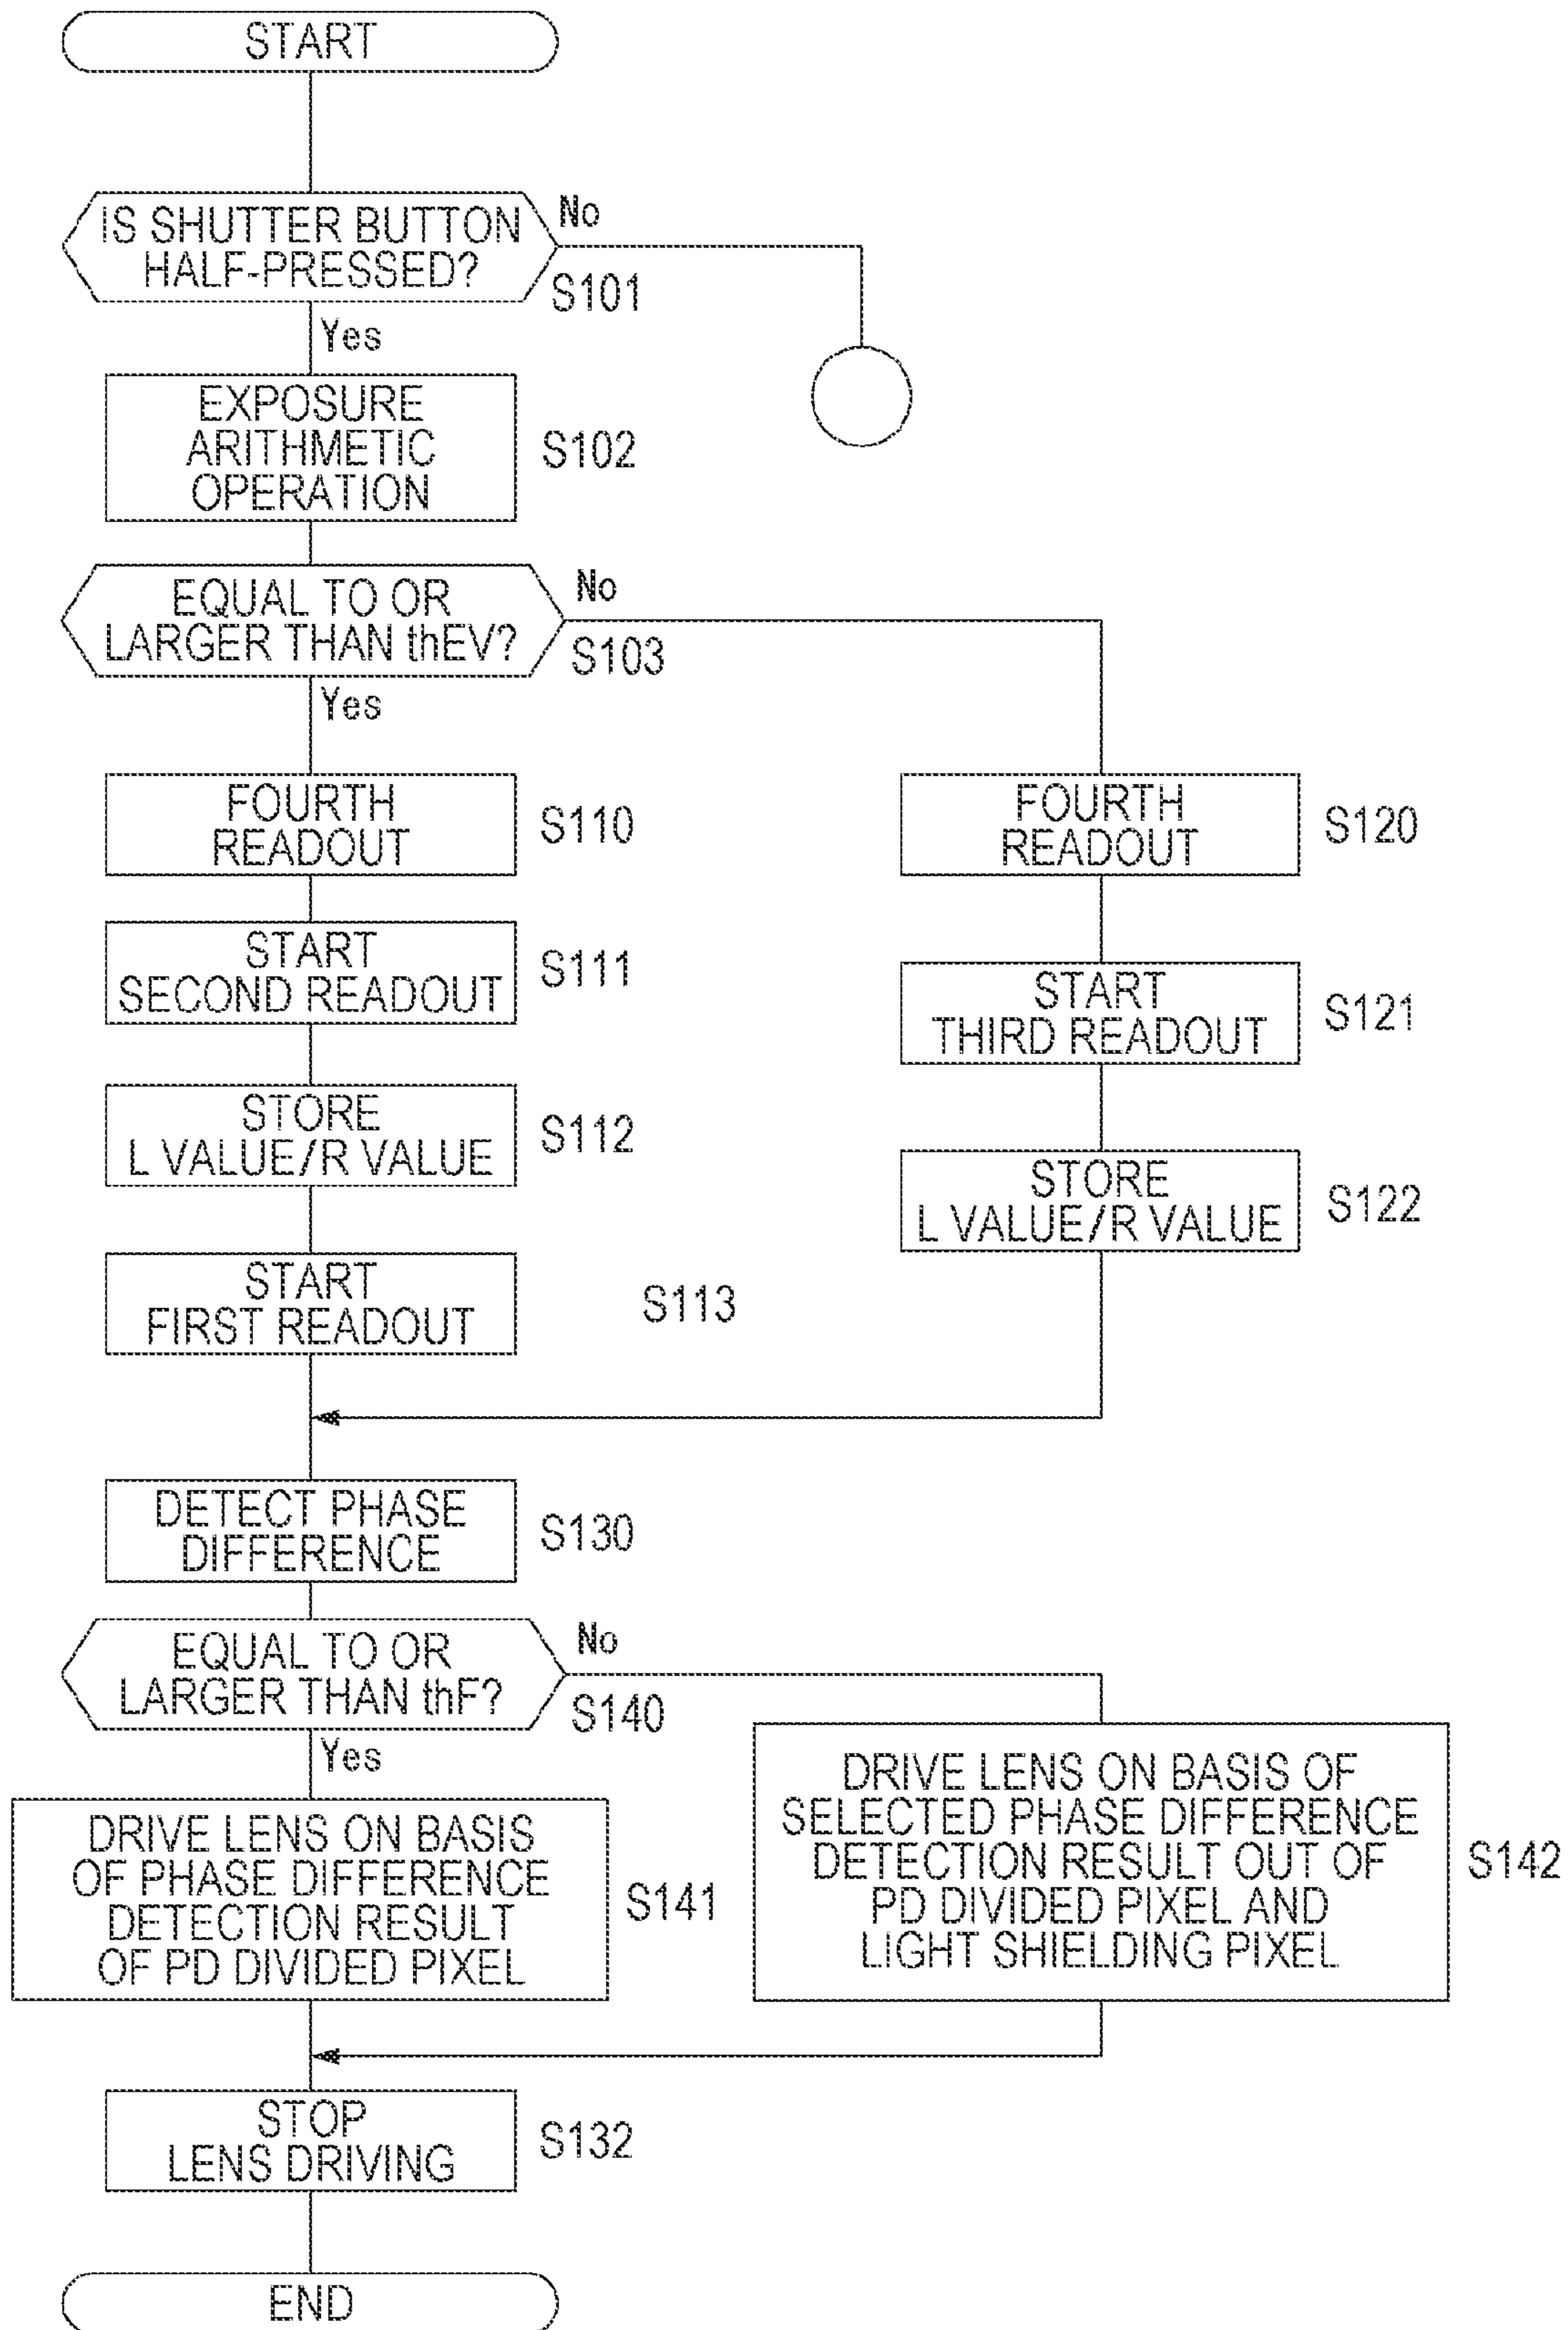 START
IS SHUTTER BUTTON
HALF-PRESSED?
No
S101
Yes
EXPOSURE
ARITHMETIC
OPERATION
S102
EQUAL TO OR
LARGER THAN thEV?
No
S103
Yes
FOURTH
READOUT
S110
START
SECOND READOUT
S111
STORE
L VALUE/R VALUE
S112
START
FIRST READOUT
S113
FOURTH
READOUT
S120
START
THIRD READOUT
S121
STORE
L VALUE/R VALUE
S122
DETECT PHASE
DIFFERENCE
S130
EQUAL TO OR
LARGER THAN thF?
No
S140
Yes
DRIVE LENS ON BASIS
OF PHASE DIFFERENCE
DETECTION RESULT
OF PD DIVIDED PIXEL
S141
DRIVE LENS ON BASIS OF
SELECTED PHASE DIFFERENCE
DETECTION RESULT OUT OF
PD DIVIDED PIXEL AND
LIGHT SHIELDING PIXEL
S142
STOP
LENS DRIVING
S132
END